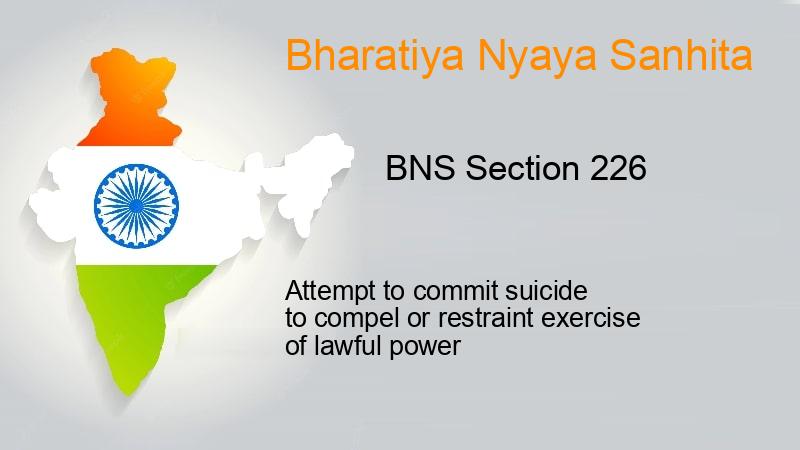 Bharatiya Nyaya Sanhita
BNS Section 226
Attempt to commit suicide
to compel or restraint exercise
of lawful power